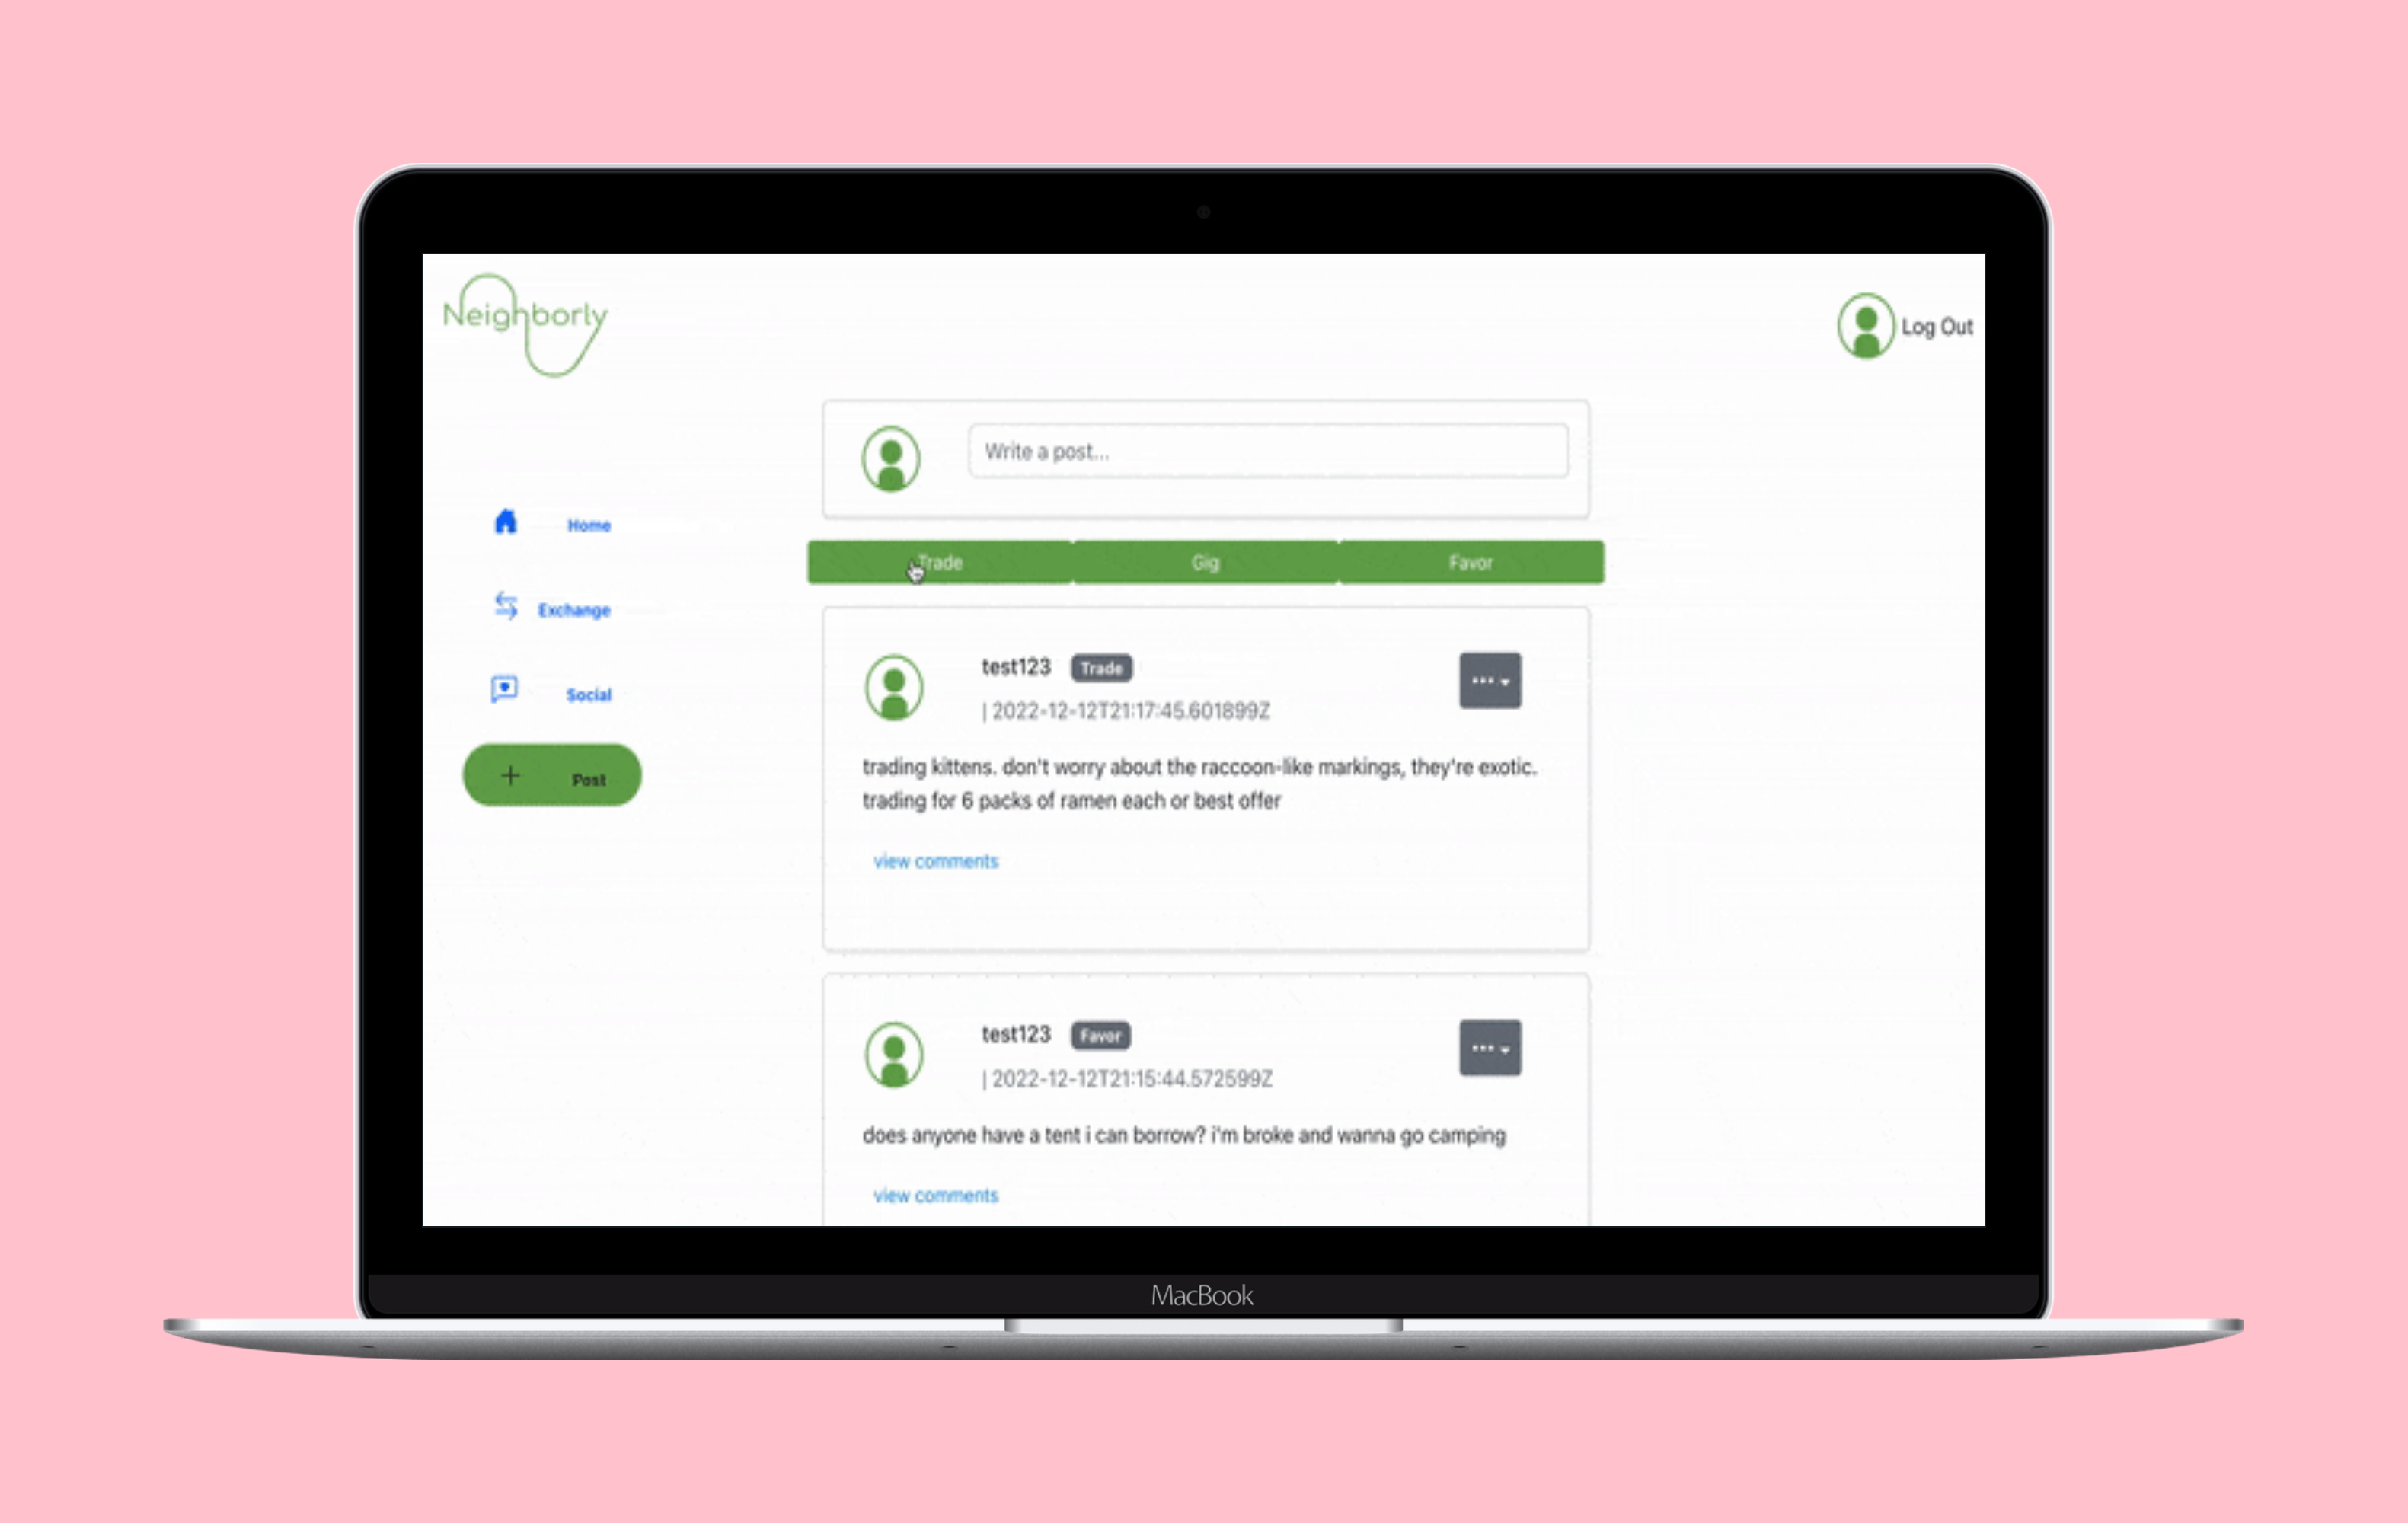 Neighborly
Log Out
Write a post...
Home
Trade
Gig
Favor
Exchange
test123 Trade
| 2022-12-12T21:17:45.601899Z
Social
trading kittens. don't worry about the raccoon-like markings, they're exotic.
trading for 6 packs of ramen each or best offer
+ Post
view comments
test123 Favor
| 2022-12-12T21:15:44.572599Z
does anyone have a tent i can borrow? i'm broke and wanna go camping
view comments
MacBook